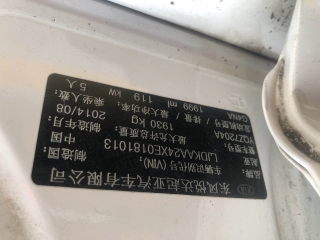 东风悦达起亚汽车有限公司
车辆识别代号(VIN): LJDKAA24XE0181013
品牌: 起亚 制造国: 中国
整车型号: YQZ7204A 制造年月: 2014/08
最大允许总质量: 1930 kg 乘坐人数: 5 人
发动机型号: G4NA
排量: 1999 ml
最大净功率: 119 kW